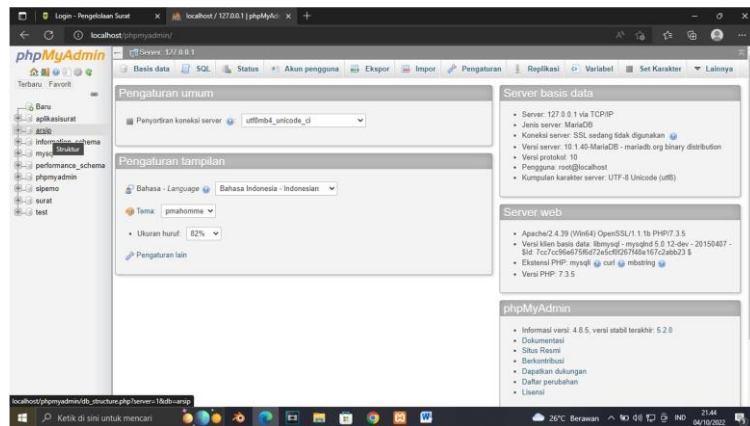 Login - Pengelolaan Surat
localhost / 127.0.0.1 | phpMyAdmin
localhost/phpmyadmin/
phpMyAdmin
Terbaru Favorit
Baru
aplikasisurat
arsip
information_schema
Struktur
performance_schema
phpmyadmin
sipemo
surat
test
Server: 127.0.0.1
Basis data SQL Status Akun pengguna Ekspor Impor Pengaturan Replikasi Variabel Set Karakter Lainnya
Pengaturan umum
Penyortiran koneksi server utf8mb4_unicode_ci
Pengaturan tampilan
Bahasa - Language Bahasa Indonesia - Indonesian
Tema: pmahomme
Ukuran huruf: 82%
Pengaturan lain
Server basis data
Server: 127.0.0.1 via TCP/IP
Jenis server: MariaDB
Koneksi server: SSL sedang tidak digunakan
Versi server: 10.1.40-MariaDB - mariadb.org binary distribution
Versi protokol: 10
Pengguna: root@localhost
Kumpulan karakter server: UTF-8 Unicode (utf8)
Server web
Apache/2.4.39 (Win64) OpenSSL/1.1.1b PHP/7.3.5
Versi klien basis data: libmysql - mysqlnd 5.0.12-dev - 20150407 -
Ekstensi PHP: mysqli curl mbstring
Versi PHP: 7.3.5
phpMyAdmin
Informasi versi: 4.8.5, versi stabil terakhir: 5.2.0
Dokumentasi
Situs Resmi
Berkontribusi
Dapatkan dukungan
Daftar perubahan
Lisensi
localhost/phpmyadmin/db_structure.php?server=1&db=arsip
Ketik di sini untuk mencari
26°C Berawan IND
21.44
04/10/2022